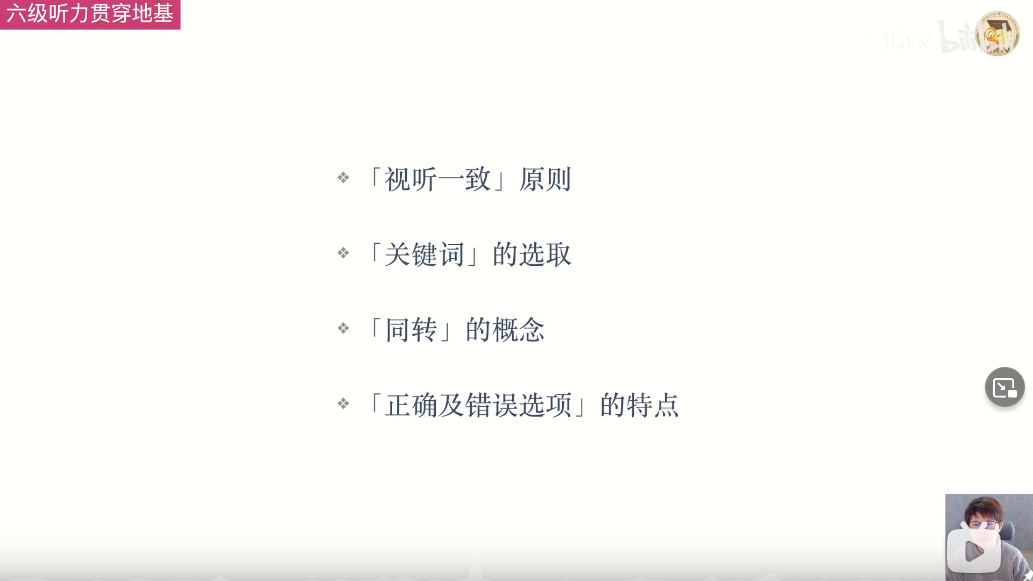 六级听力贯穿地基
「视听一致」原则
「关键词」的选取
「同转」的概念
「正确及错误选项」的特点